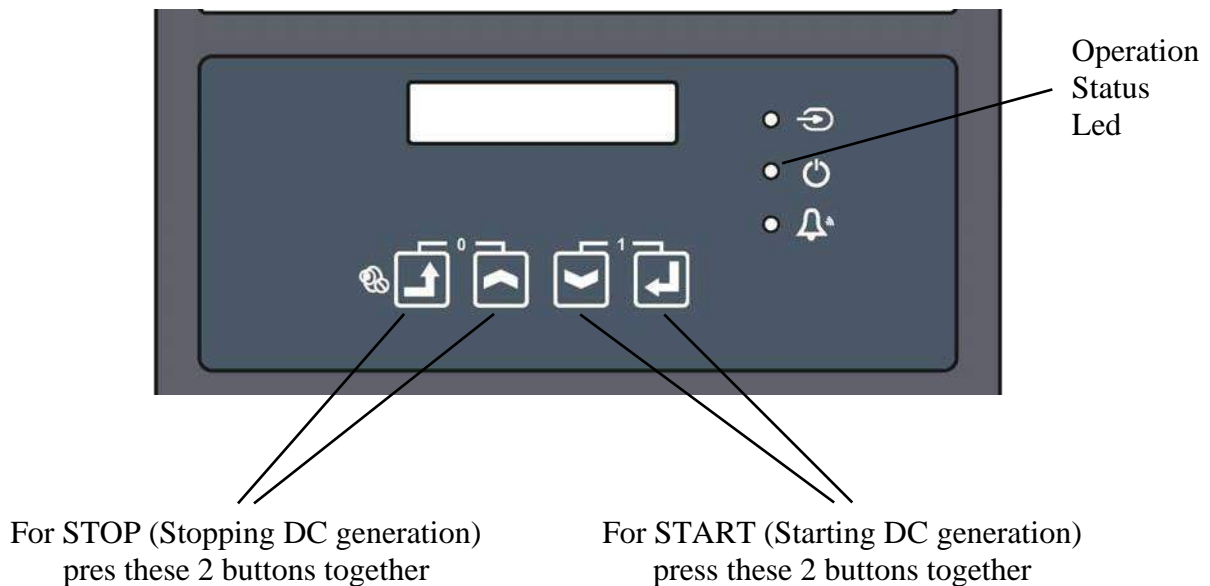 Operation
Status
Led
0 1
For STOP (Stopping DC generation)
pres these 2 buttons together
For START (Starting DC generation)
press these 2 buttons together